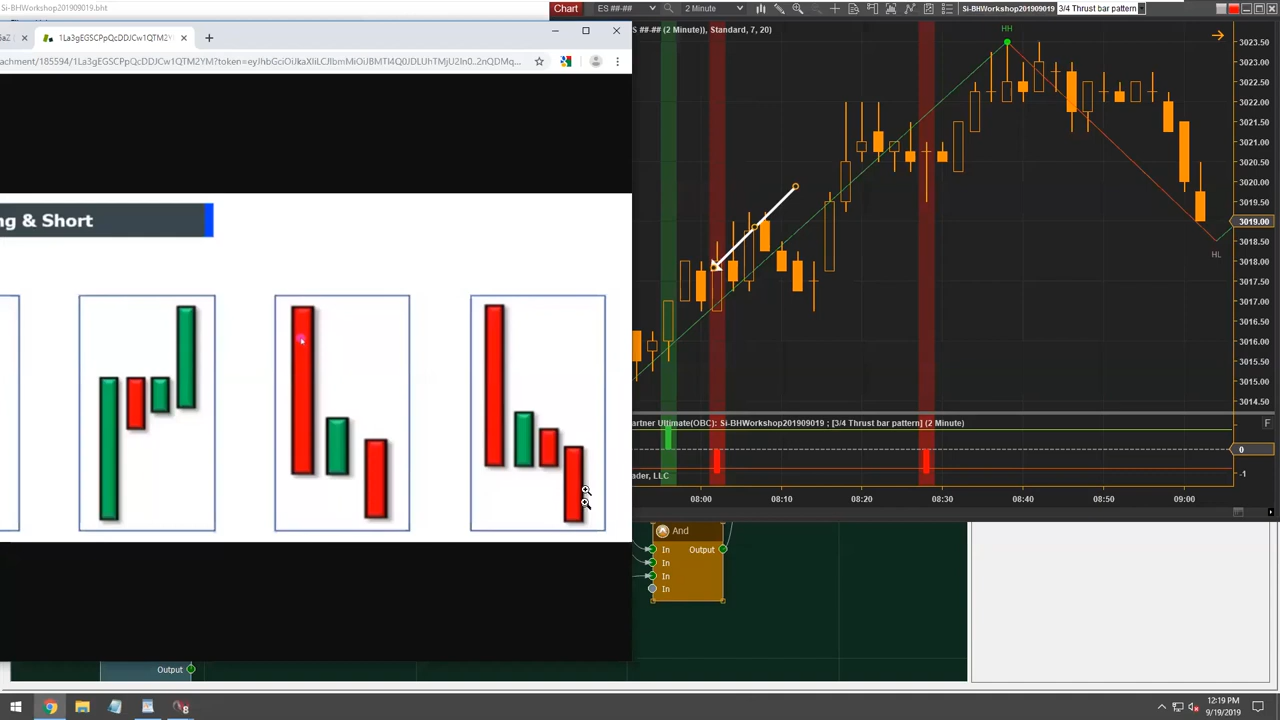 Si-BHWorkshop201909019.bht
Chart
ES ##-##
2 Minute
Si-BHWorkshop201909019
3/4 Thrust bar pattern
1La3gEGSCPpQcDDJCw1QTM2YM
S ##-## (2 Minute)), Standard, 7, 20)
HH
ng & Short
3023.50
3023.00
3022.50
3022.00
3021.50
3021.00
3020.50
3020.00
3019.50
3019.00
3018.50
3018.00
3017.50
3017.00
3016.50
3016.00
3015.50
3015.00
3014.50
HL
artner Ultimate(OBC): Si-BHWorkshop201909019 ; [3/4 Thrust bar pattern] (2 Minute)
F
0
-1
ader, LLC
08:00
08:10
08:20
08:30
08:40
08:50
09:00
And
In
Output
In
In
In
Output
12:19 PM
9/19/2019